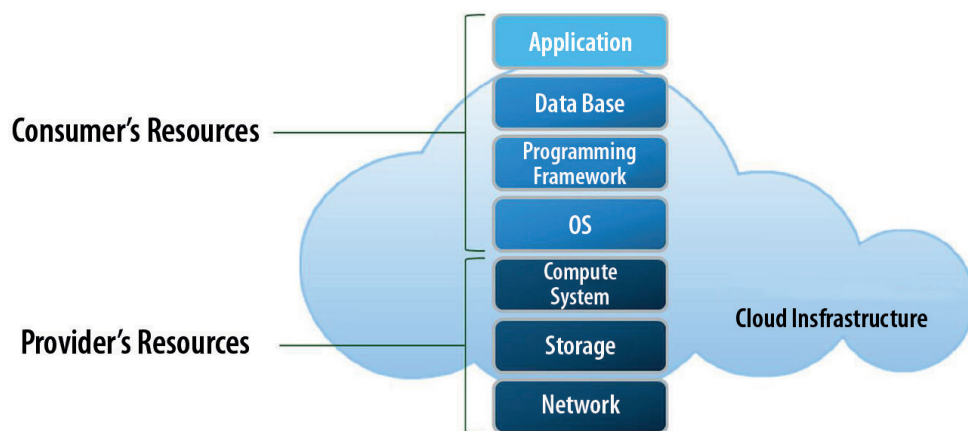 Application
Consumer's Resources
Data Base
Programming
Framework
OS
Provider's Resources
Compute
System
Storage
Network
Cloud Insfrastructure